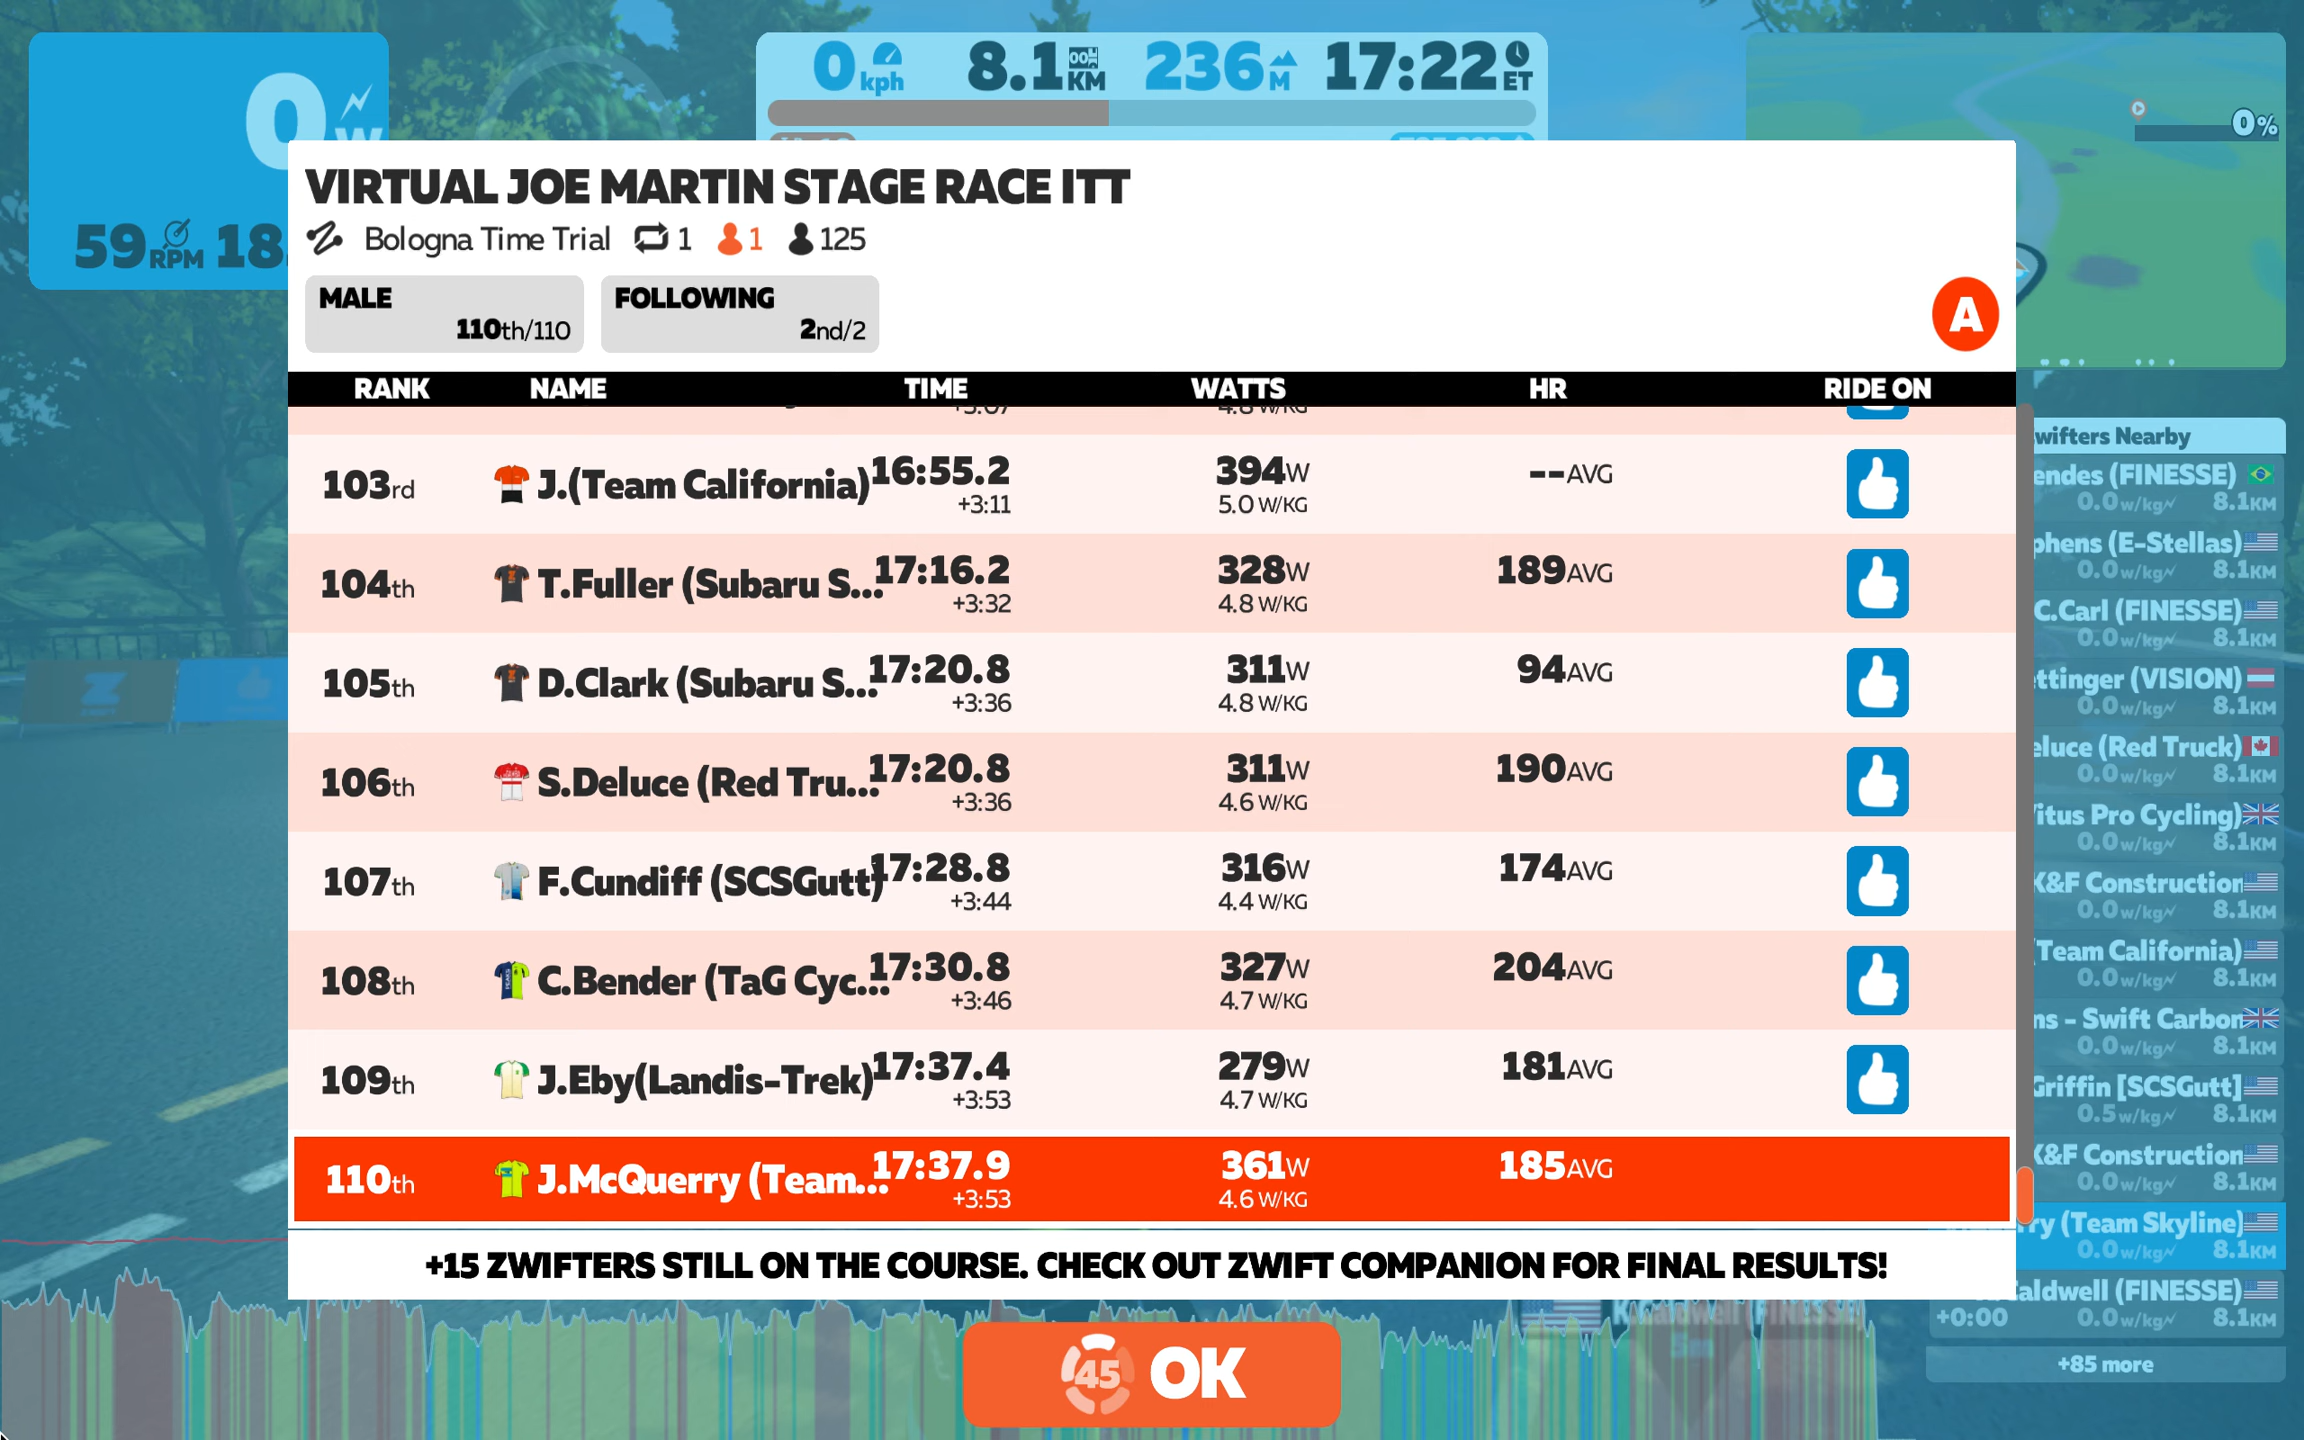 0 kph 8.1 KM 236 M 17:22 ET
0 W
0%
59 RPM 18
VIRTUAL JOE MARTIN STAGE RACE ITT
Bologna Time Trial 1 1 125
MALE
110th/110
FOLLOWING
2nd/2
A
RANK NAME TIME WATTS HR RIDE ON
103rd J.(Team California) 16:55.2 394W --AVG
+3:11 5.0 W/KG
104th T.Fuller (Subaru S... 17:16.2 328W 189AVG
+3:32 4.8 W/KG
105th D.Clark (Subaru S... 17:20.8 311W 94AVG
+3:36 4.8 W/KG
106th S.Deluce (Red Tru... 17:20.8 311W 190AVG
+3:36 4.6 W/KG
107th F.Cundiff (SCSGutt) 17:28.8 316W 174AVG
+3:44 4.4 W/KG
108th C.Bender (TaG Cyc... 17:30.8 327W 204AVG
+3:46 4.7 W/KG
109th J.Eby(Landis-Trek) 17:37.4 279W 181AVG
+3:53 4.7 W/KG
110th J.McQuerry (Team... 17:37.9 361W 185AVG
+3:53 4.6 W/KG
+15 ZWIFTERS STILL ON THE COURSE. CHECK OUT ZWIFT COMPANION FOR FINAL RESULTS!
45 OK
wifters Nearby
endes (FINESSE)
0.0w/kg 8.1KM
phens (E-Stellas)
0.0w/kg 8.1KM
C.Carl (FINESSE)
0.0w/kg 8.1KM
ttinger (VISION)
0.0w/kg 8.1KM
eluce (Red Truck)
0.0w/kg 8.1KM
itus Pro Cycling)
0.0w/kg 8.1KM
K&F Construction
0.0w/kg 8.1KM
(Team California)
0.0w/kg 8.1KM
ns - Swift Carbon
0.0w/kg 8.1KM
Griffin [SCSGutt]
0.5w/kg 8.1KM
K&F Construction
0.0w/kg 8.1KM
ry (Team Skyline)
0.0w/kg 8.1KM
aldwell (FINESSE)
+0:00 0.0w/kg 8.1KM
+85 more